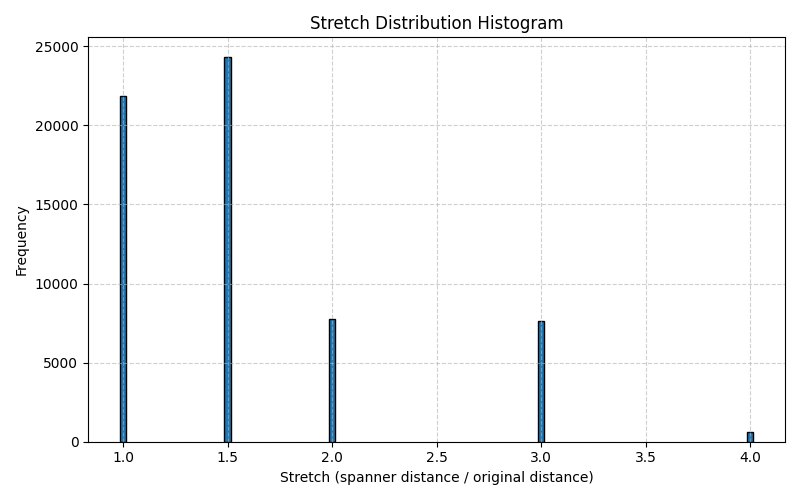 Stretch Distribution Histogram
Frequency
25000
20000
15000
10000
5000
0
1.0 1.5 2.0 2.5 3.0 3.5 4.0
Stretch (spanner distance / original distance)